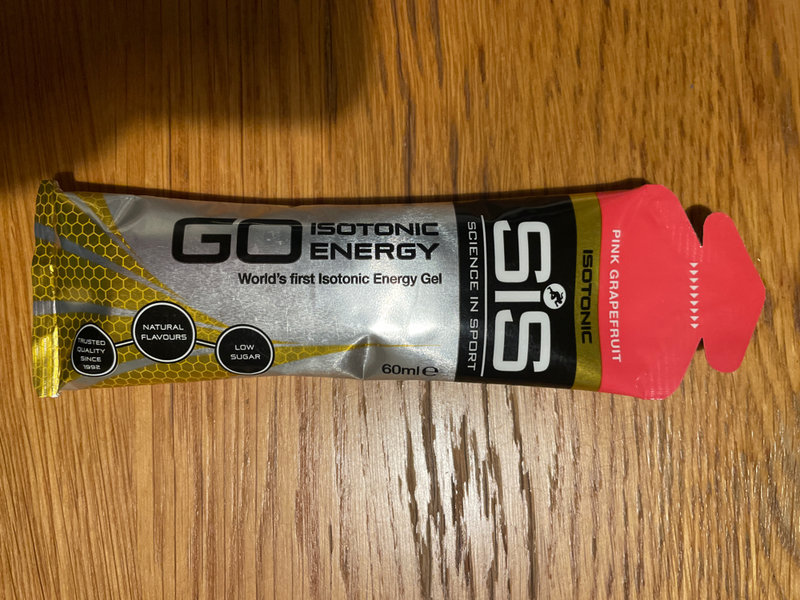 GO ISOTONIC
ENERGY
World's first Isotonic Energy Gel
TRUSTED
QUALITY
SINCE
1992
NATURAL
FLAVOURS
LOW
SUGAR
60ml ℮
SCIENCE IN SPORT
SiS
ISOTONIC
PINK GRAPEFRUIT